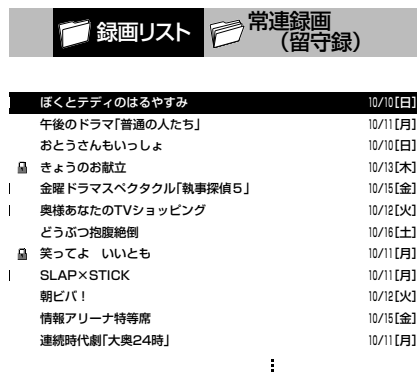 録画リスト
常連録画
（留守録）
ぼくとテディのはるやすみ 10/10[日]
午後のドラマ「普通の人たち」 10/11[月]
おとうさんもいっしょ 10/10[日]
きょうのお献立 10/13[木]
金曜ドラマスペクタクル「執事探偵５」 10/15[金]
奥様あなたのTVショッピング 10/12[火]
どうぶつ抱腹絶倒 10/16[土]
笑ってよ　いいとも 10/11[月]
SLAP×STICK 10/11[月]
朝ビバ！ 10/12[火]
情報アリーナ特等席 10/15[金]
連続時代劇「大奥24時」 10/11[月]